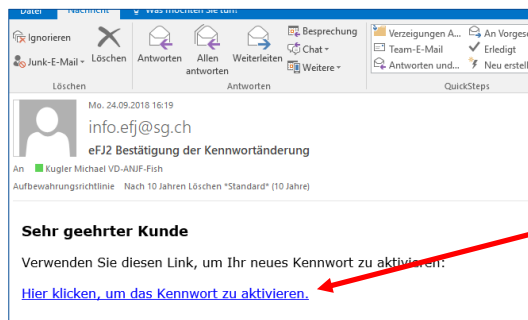 Datei Nachricht Was möchten Sie tun?
Ignorieren
Junk-E-Mail
Löschen
Antworten
Allen
antworten
Weiterleiten
Besprechung
Chat
Weitere
Verzeigungen A...
Team-E-Mail
Antworten und...
An Vorges
Erledigt
Neu erstell
Löschen Antworten QuickSteps
Mo. 24.09.2018 16:19
info.efj@sg.ch
eFJ2 Bestätigung der Kennwortänderung
An Kugler Michael VD-ANJF-Fish
Aufbewahrungsrichtlinie Nach 10 Jahren Löschen "Standard" (10 Jahre)
Sehr geehrter Kunde
Verwenden Sie diesen Link, um Ihr neues Kennwort zu aktivieren:
Hier klicken, um das Kennwort zu aktivieren.